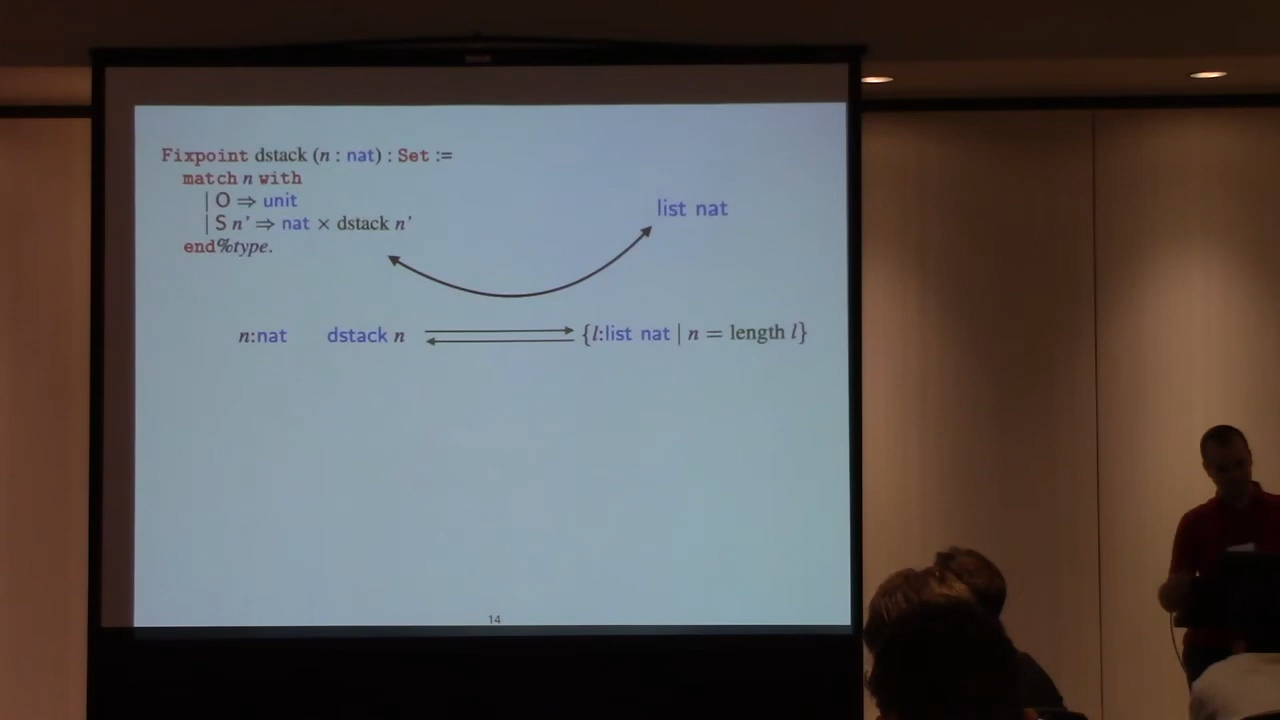 Fixpoint dstack (n : nat) : Set :=
match n with
| O ⇒ unit
| S n' ⇒ nat × dstack n'
end%type.
list nat
n:nat dstack n {l:list nat | n = length l}
14